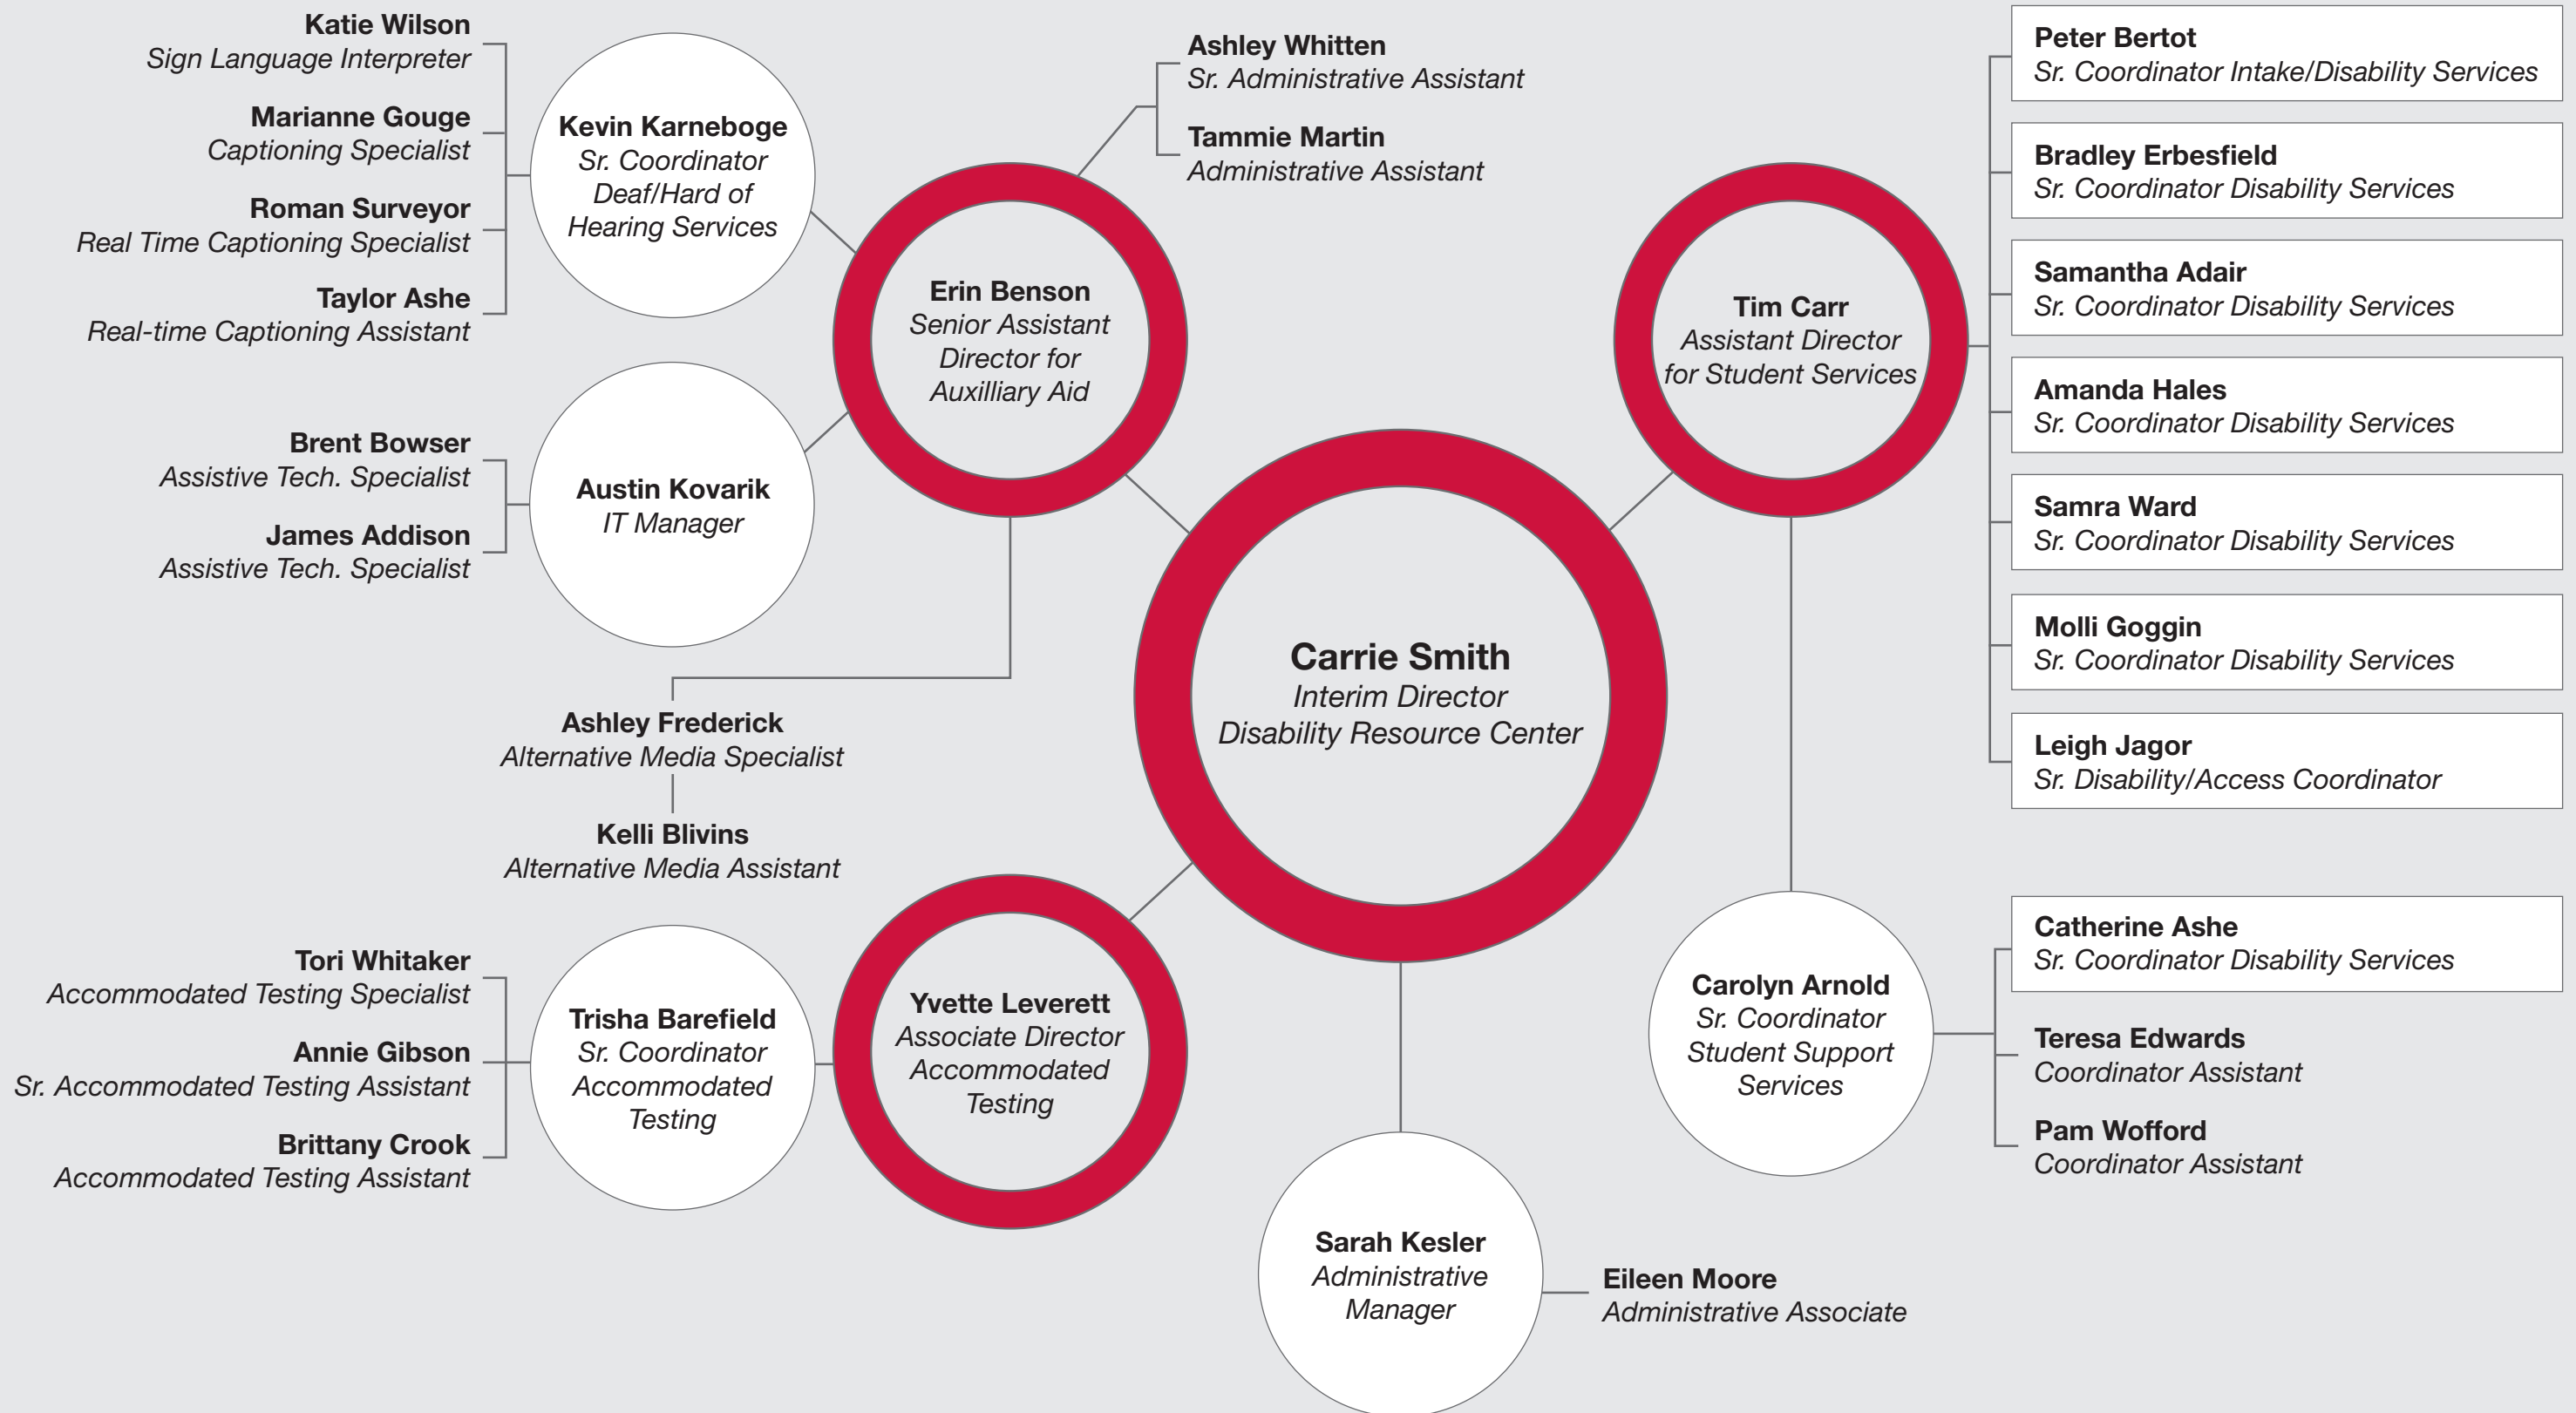 Katie Wilson
Sign Language Interpreter
Marianne Gouge
Captioning Specialist
Roman Surveyor
Real Time Captioning Specialist
Taylor Ashe
Real-time Captioning Assistant
Kevin Karneboge
Sr. Coordinator
Deaf/Hard of
Hearing Services
Brent Bowser
Assistive Tech. Specialist
James Addison
Assistive Tech. Specialist
Austin Kovarik
IT Manager
Ashley Whitten
Sr. Administrative Assistant
Tammie Martin
Administrative Assistant
Erin Benson
Senior Assistant
Director for
Auxilliary Aid
Ashley Frederick
Alternative Media Specialist
Kelli Blivins
Alternative Media Assistant
Carrie Smith
Interim Director
Disability Resource Center
Tim Carr
Assistant Director
for Student Services
Peter Bertot
Sr. Coordinator Intake/Disability Services
Bradley Erbesfield
Sr. Coordinator Disability Services
Samantha Adair
Sr. Coordinator Disability Services
Amanda Hales
Sr. Coordinator Disability Services
Samra Ward
Sr. Coordinator Disability Services
Molli Goggin
Sr. Coordinator Disability Services
Leigh Jagor
Sr. Disability/Access Coordinator
Tori Whitaker
Accommodated Testing Specialist
Annie Gibson
Sr. Accommodated Testing Assistant
Brittany Crook
Accommodated Testing Assistant
Trisha Barefield
Sr. Coordinator
Accommodated
Testing
Yvette Leverett
Associate Director
Accommodated
Testing
Carolyn Arnold
Sr. Coordinator
Student Support
Services
Catherine Ashe
Sr. Coordinator Disability Services
Teresa Edwards
Coordinator Assistant
Pam Wofford
Coordinator Assistant
Sarah Kesler
Administrative
Manager
Eileen Moore
Administrative Associate